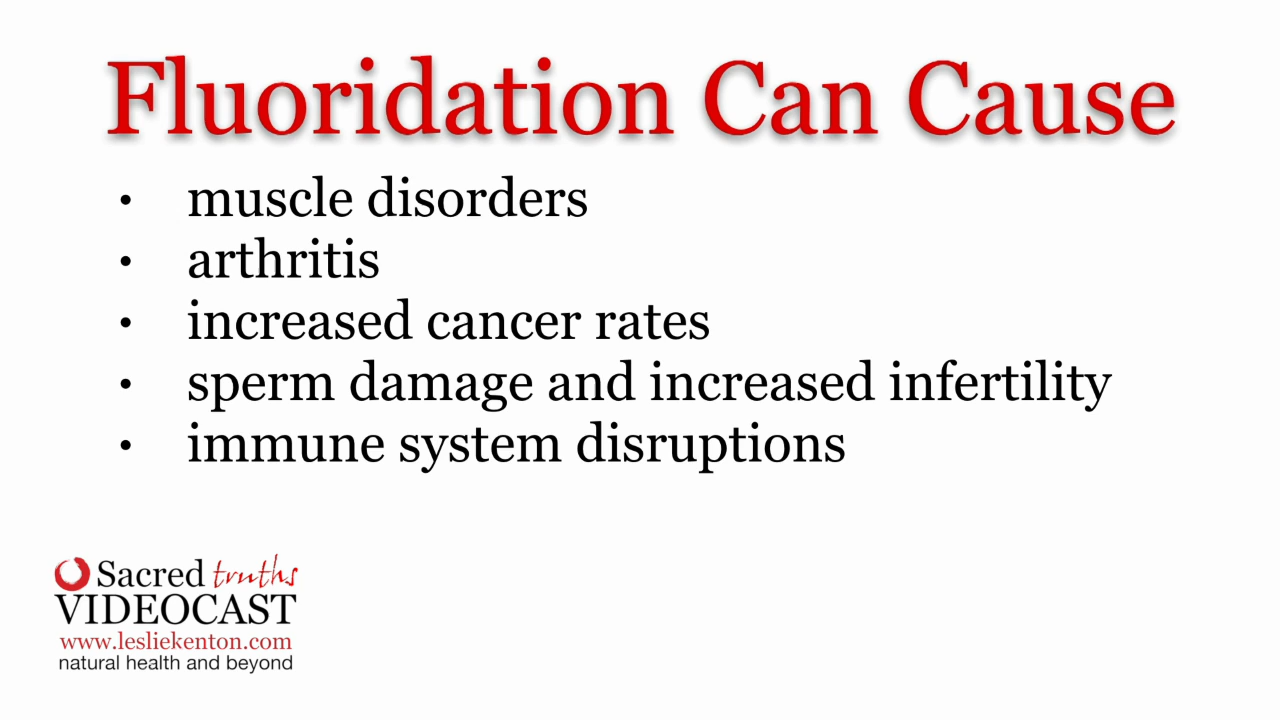 Fluoridation Can Cause
• muscle disorders
• arthritis
• increased cancer rates
• sperm damage and increased infertility
• immune system disruptions
Sacred truths
VIDEOCAST
www.lesliekenton.com
natural health and beyond